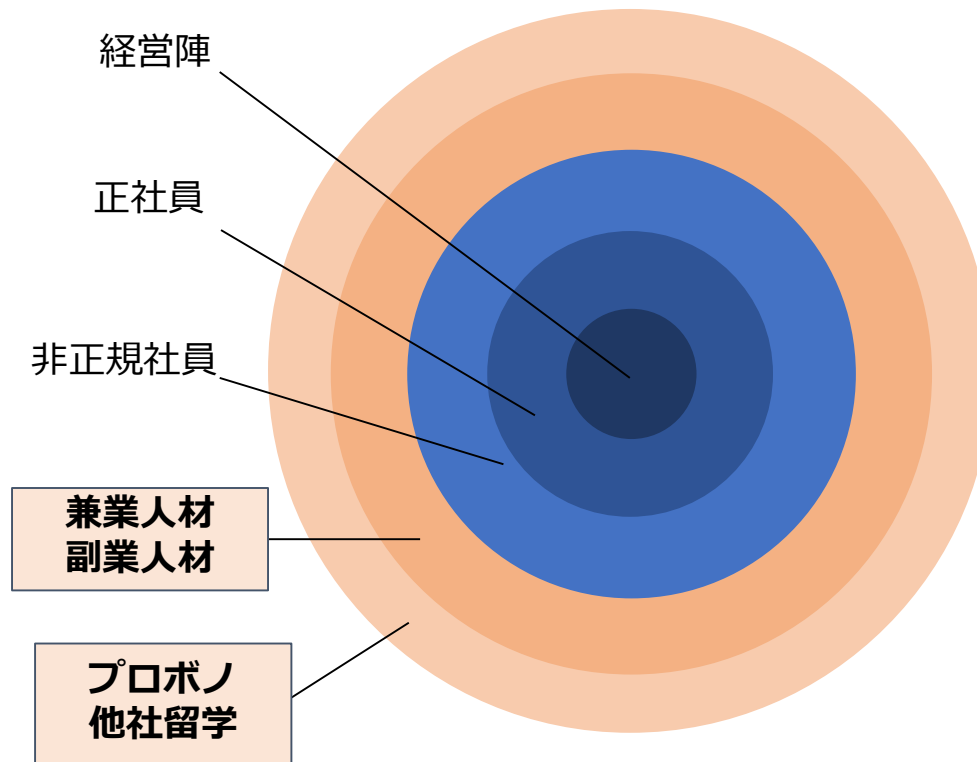 経営陣
正社員
非正規社員
兼業人材
副業人材
プロボノ
他社留学